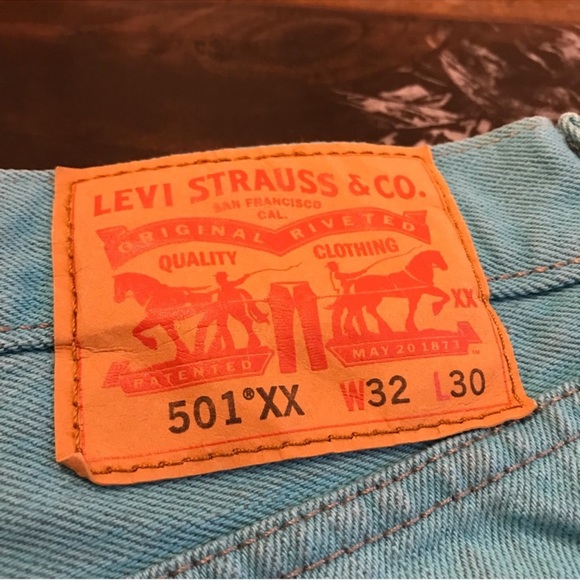 LEVI STRAUSS & CO.
SAN FRANCISCO
CAL.
ORIGINAL RIVETED
QUALITY CLOTHING
XX
PATENTED MAY 20 1873
501®XX W32 L30